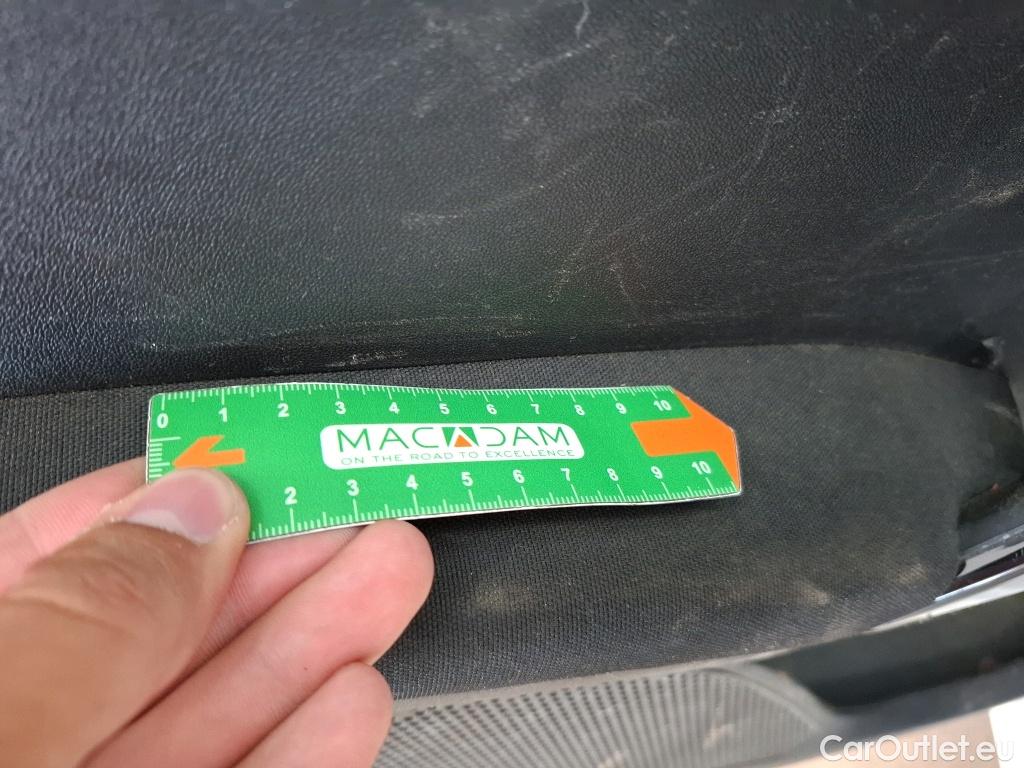 0 1 2 3 4 5 6 7 8 9 10
MACADAM
ON THE ROAD TO EXCELLENCE
2 3 4 5 6 7 8 9 10
CarOutlet.eu